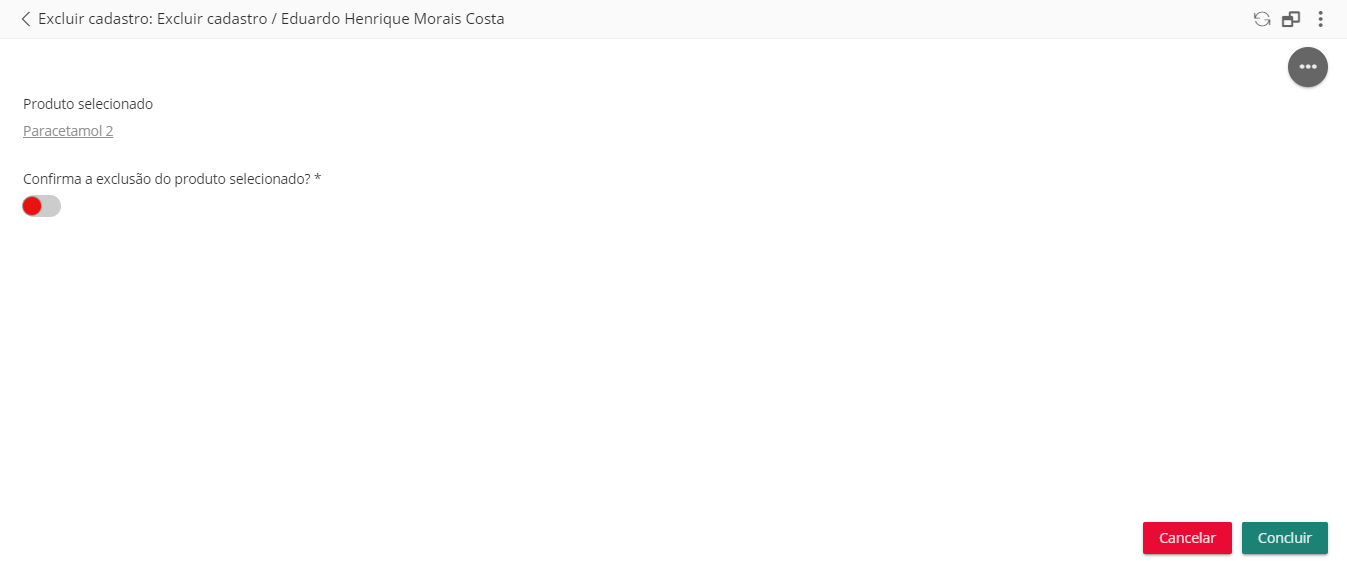 Excluir cadastro: Excluir cadastro / Eduardo Henrique Morais Costa
Produto selecionado
Paracetamol 2
Confirma a exclusão do produto selecionado? *
Cancelar
Concluir